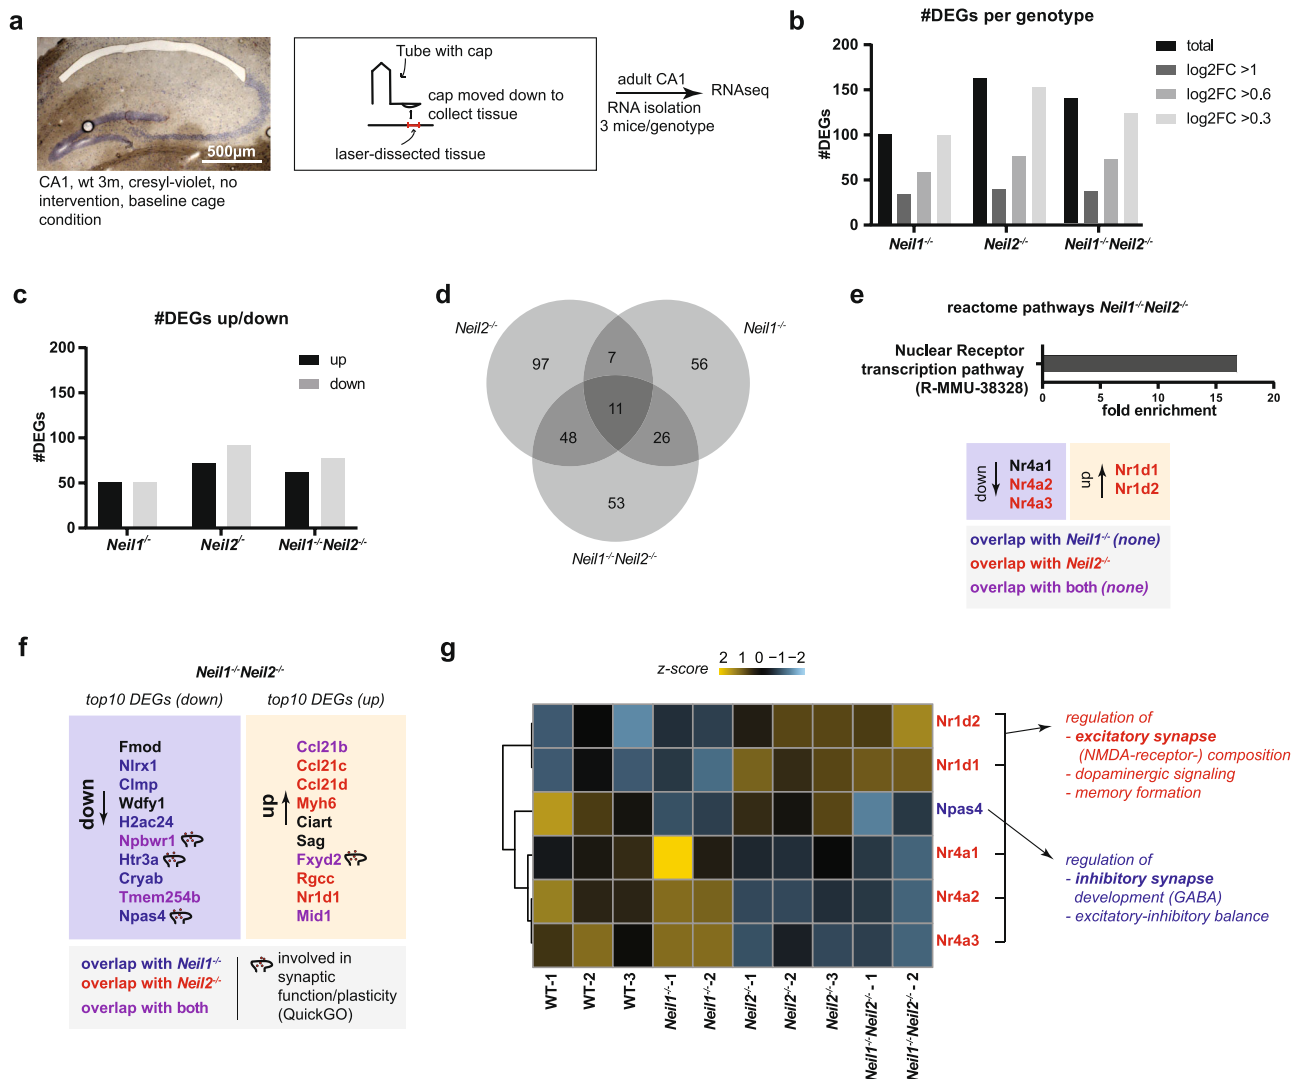 a
500µm
CA1, wt 3m, cresyl-violet, no
intervention, baseline cage
condition
Tube with cap
cap moved down to
collect tissue
laser-dissected tissue
adult CA1
RNA isolation
3 mice/genotype
RNAseq
b
#DEGs per genotype
#DEGs
200
150
100
50
0
total
log2FC >1
log2FC >0.6
log2FC >0.3
Neil1-/-
Neil2-/-
Neil1-/-Neil2-/-
c
#DEGs up/down
#DEGs
200
150
100
50
0
up
down
Neil1/-
Neil2/-
Neil1-/-Neil2-/-
d
Neil2-/-
Neil1-/-
97
7
56
11
48
26
53
Neil1-/-Neil2-/-
e
reactome pathways Neil1-/-Neil2-/-
Nuclear Receptor
transcription pathway
(R-MMU-38328)
0 5 10 15 20
fold enrichment
down
Nr4a1
Nr4a2
Nr4a3
up
Nr1d1
Nr1d2
overlap with Neil1-/- (none)
overlap with Neil2-/-
overlap with both (none)
f
Neil1-/-Neil2-/-
top10 DEGs (down)
down
Fmod
Nlrx1
Clmp
Wdfy1
H2ac24
Npbwr1
Htr3a
Cryab
Tmem254b
Npas4
top10 DEGs (up)
up
Ccl21b
Ccl21c
Ccl21d
Myh6
Ciart
Sag
Fxyd2
Rgcc
Nr1d1
Mid1
overlap with Neil1-/-
overlap with Neil2-/-
overlap with both
involved in
synaptic
function/plasticity
(QuickGO)
g
z-score
2 1 0 −1 −2
Nr1d2
Nr1d1
Npas4
Nr4a1
Nr4a2
Nr4a3
WT-1
WT-2
WT-3
Neil1-/--1
Neil1-/--2
Neil2-/--1
Neil2-/--2
Neil2-/--3
Neil1-/-Neil2-/- - 1
Neil1-/-Neil2-/- - 2
regulation of
- excitatory synapse
(NMDA-receptor-) composition
- dopaminergic signaling
- memory formation
regulation of
- inhibitory synapse
development (GABA)
- excitatory-inhibitory balance